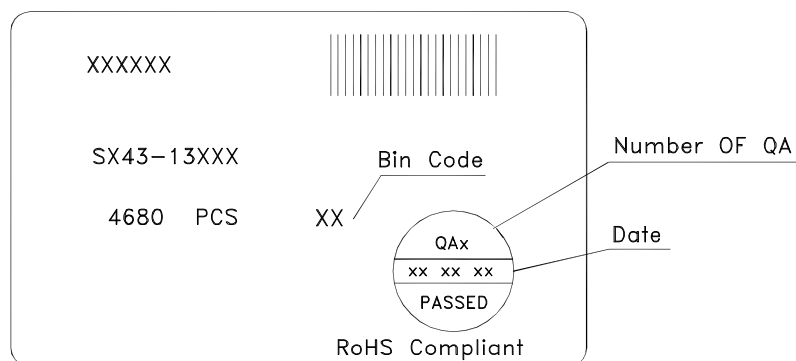 XXXXXX
SX43-13XXX
Bin Code
Number OF QA
4680 PCS
XX
QAx
Date
xx xx xx
PASSED
RoHS Compliant